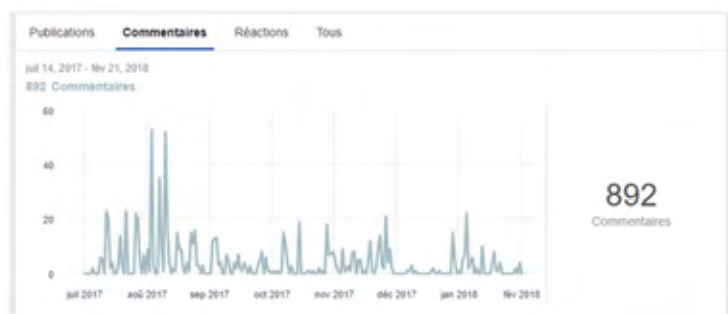 Publications Commentaires Réactions Tous
juil 14, 2017 - fév 21, 2018
892 Commentaires
60
40
20
0
juil 2017 aoû 2017 sep 2017 oct 2017 nov 2017 déc 2017 jan 2018 fév 2018
892
Commentaires